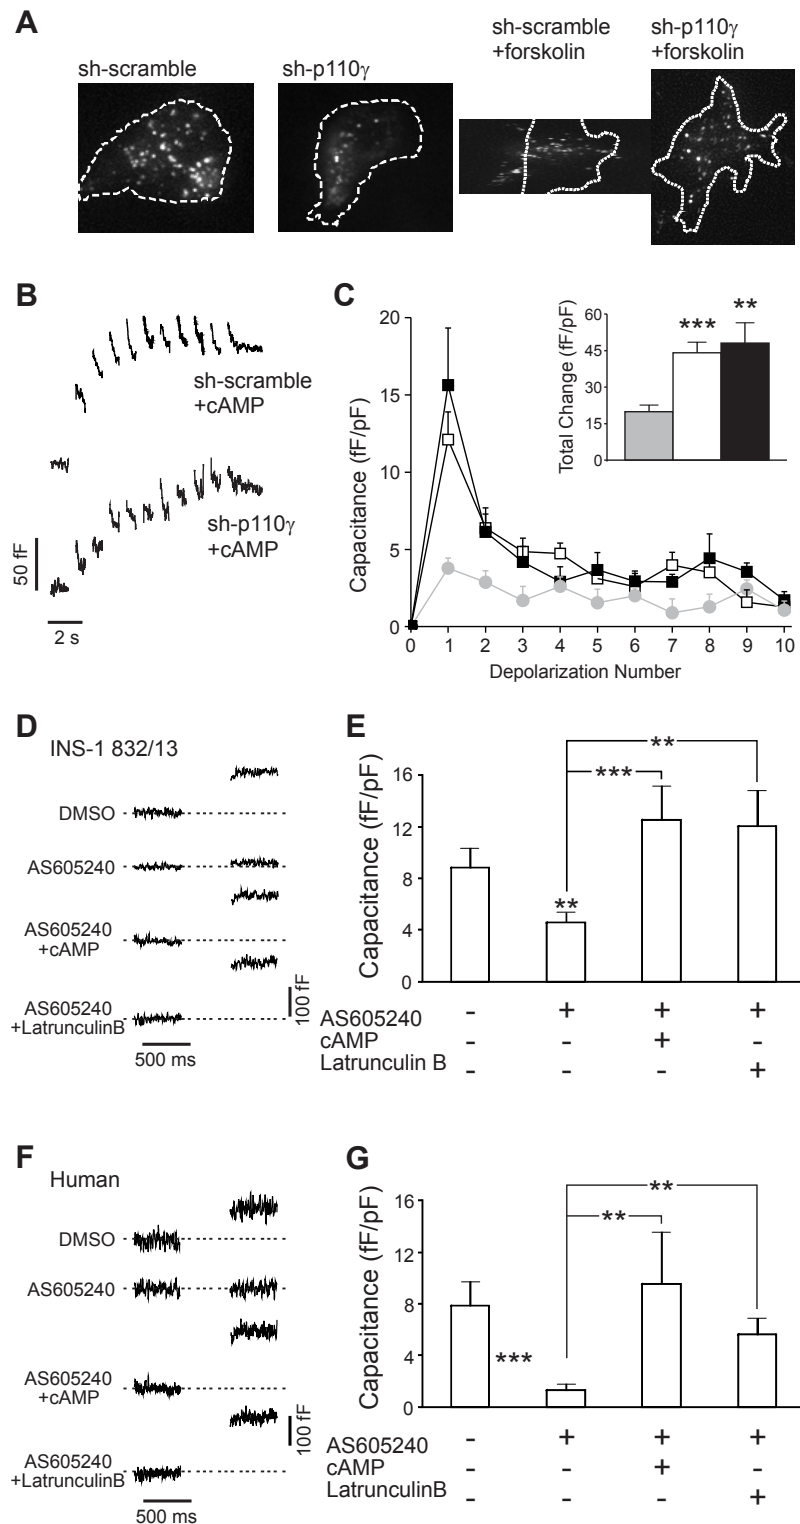 A
sh-scramble
sh-p110γ
sh-scramble
+forskolin
sh-p110γ
+forskolin
B
sh-scramble
+cAMP
sh-p110γ
+cAMP
50 fF
2 s
C
Capacitance (fF/pF)
20
15
10
5
0
0 1 2 3 4 5 6 7 8 9 10
Depolarization Number
Total Change (fF/pF)
60
45
30
15
0
*** **
D
INS-1 832/13
DMSO
AS605240
AS605240
+cAMP
AS605240
+LatrunculinB
100 fF
500 ms
E
Capacitance (fF/pF)
16
12
8
4
0
**
***
**
AS605240 - + + +
cAMP - - + -
Latrunculin B - - - +
F
Human
DMSO
AS605240
AS605240
+cAMP
AS605240
+LatrunculinB
100 fF
500 ms
G
Capacitance (fF/pF)
16
12
8
4
0
**
**
***
AS605240 - + + +
cAMP - - + -
LatrunculinB - - - +